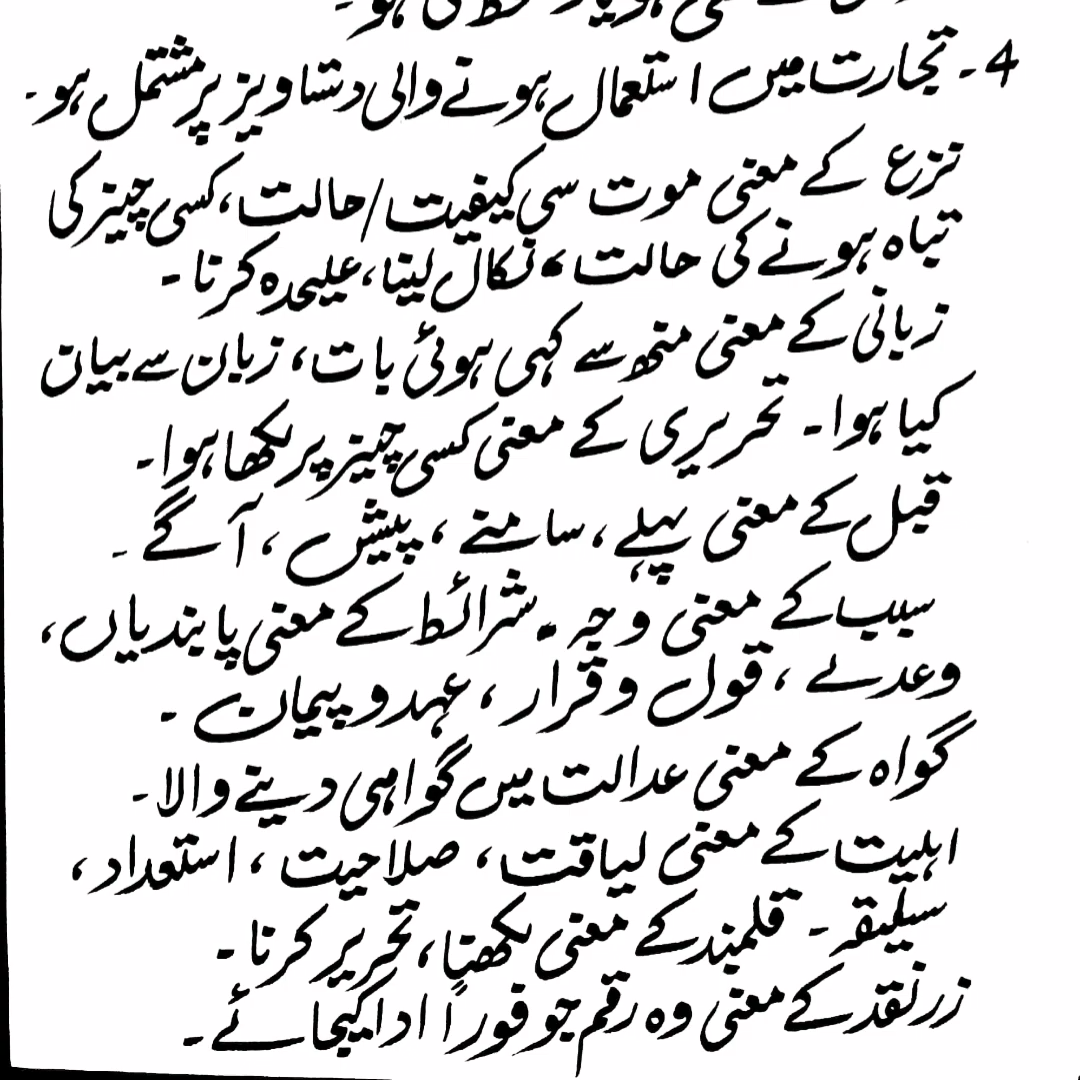 4۔ تجارت میں استعمال ہونے والی دستاویز پر مشتمل ہو۔
نزع کے معنی موت سی کیفیت/حالت، کسی چیز کی
تباہ ہونے کی حالت، نکال لینا، علیحدہ کرنا۔
زبانی کے معنی منھ سے کہی ہوئی بات، زبان سے بیان
کیا ہوا۔ تحریری کے معنی کسی چیز پر لکھا ہوا۔
قبل کے معنی پہلے، سامنے، پیش، آگے۔
سبب کے معنی وجہ۔ شرائط کے معنی پابندیاں،
وعدے، قول وقرار، عہد و پیمان۔
گواہ کے معنی عدالت میں گواہی دینے والا۔
اہلیت کے معنی لیاقت، صلاحیت، استعداد،
سلیقہ۔ قلمبند کے معنی لکھنا، تحریر کرنا۔
زرنقد کے معنی وہ رقم جو فوراً ادا کیجائے۔